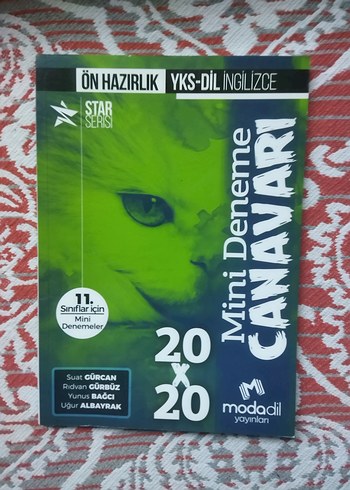 ÖN HAZIRLIK YKS-DİL İNGİLİZCE
STAR
SERİSİ
Mini Deneme
CANAVARI
11.
Sınıflar için
Mini
Denemeler
20
x
20
Suat GÜRCAN
Rıdvan GÜRBÜZ
Yunus BAĞCI
Uğur ALBAYRAK
M
modadil
yayınları